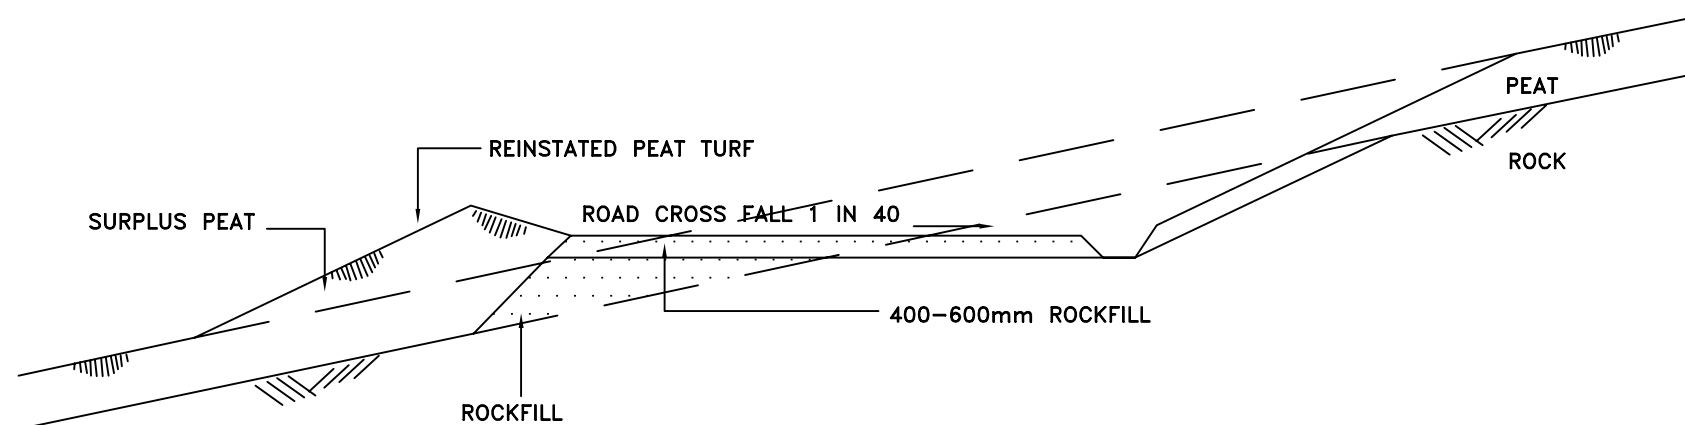 PEAT
REINSTATED PEAT TURF
ROCK
SURPLUS PEAT
ROAD CROSS FALL 1 IN 40
400-600mm ROCKFILL
ROCKFILL